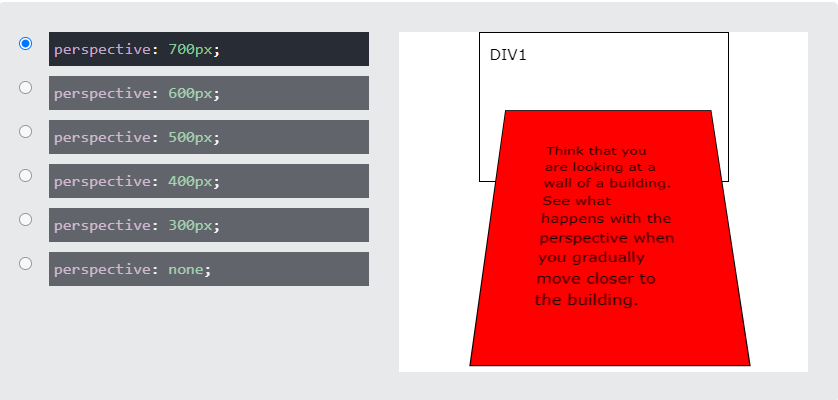 perspective: 700px;
perspective: 600px;
perspective: 500px;
perspective: 400px;
perspective: 300px;
perspective: none;
DIV1
Think that you
are looking at a
wall of a building.
See what
happens with the
perspective when
you gradually
move closer to
the building.